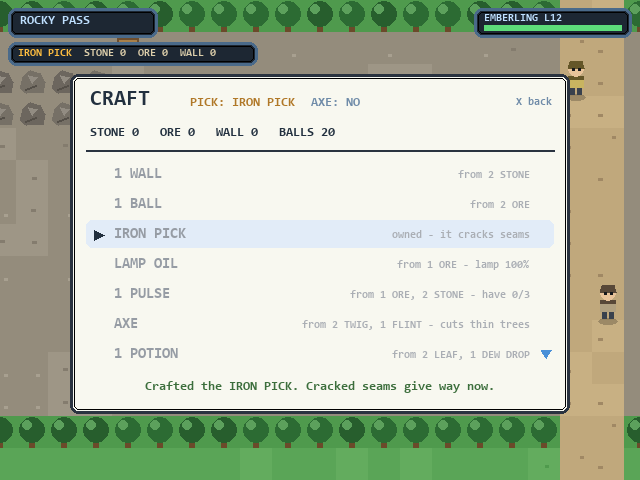 ROCKY PASS
EMBERLING L12
IRON PICK STONE 0 ORE 0 WALL 0
CRAFT PICK: IRON PICK AXE: NO X back
STONE 0 ORE 0 WALL 0 BALLS 20
1 WALL from 2 STONE
1 BALL from 2 ORE
▶ IRON PICK owned - it cracks seams
LAMP OIL from 1 ORE - lamp 100%
1 PULSE from 1 ORE, 2 STONE - have 0/3
AXE from 2 TWIG, 1 FLINT - cuts thin trees
1 POTION from 2 LEAF, 1 DEW DROP
Crafted the IRON PICK. Cracked seams give way now.